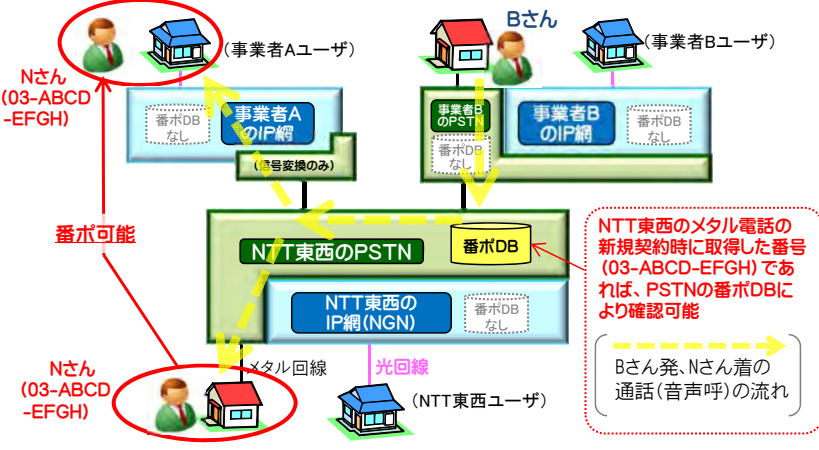 Bさん
(事業者Aユーザ)
(事業者Bユーザ)
Nさん
(03-ABCD
-EFGH)
番ポDB
なし
事業者A
のIP網
(信号変換のみ)
事業者B
のPSTN
番ポDB
なし
事業者B
のIP網
番ポDB
なし
番ポ可能
NTT東西のPSTN
番ポDB
NTT東西の
IP網(NGN)
番ポDB
なし
NTT東西のメタル電話の
新規契約時に取得した番号
(03-ABCD-EFGH)であ
れば、PSTNの番ポDBに
より確認可能
Bさん発、Nさん着の
通話(音声呼)の流れ
Nさん
(03-ABCD
-EFGH)
メタル回線
光回線
(NTT東西ユーザ)